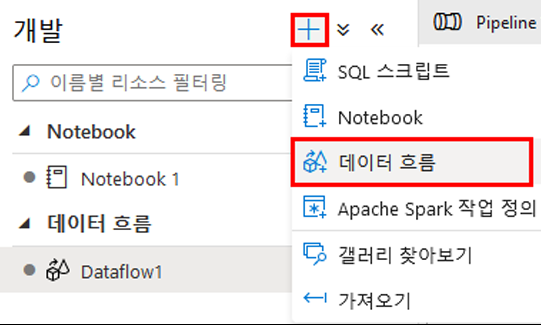 개발
Pipeline
이름별 리소스 필터링
Notebook
Notebook 1
데이터 흐름
Dataflow1
SQL 스크립트
Notebook
데이터 흐름
Apache Spark 작업 정의
갤러리 찾아보기
가져오기